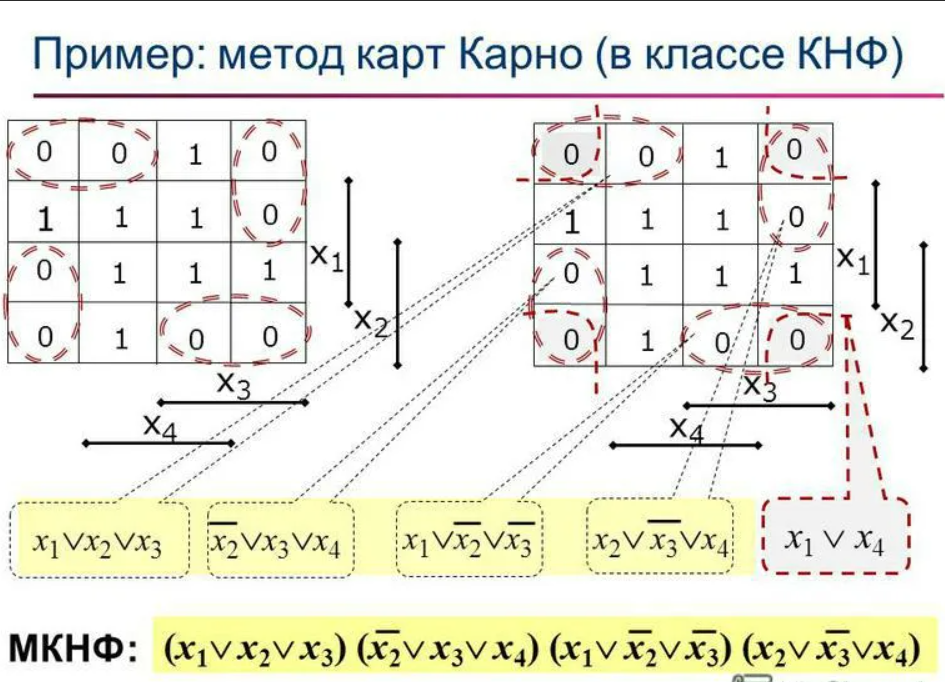 Пример: метод карт Карно (в классе КНФ)
0 0 1 0
1 1 1 0
0 1 1 1
0 1 0 0
x₁
x₂
x₃
x₄
0 0 1 0
1 1 1 0
0 1 1 1
0 1 0 0
x₁
x₂
x₃
x₄
x₁∨x₂∨x₃ x̅₂∨x₃∨x₄ x₁∨x̅₂∨x̅₃ x₂∨x̅₃∨x₄ x₁ ∨ x₄
МКНФ: (x₁∨x₂∨x₃) (x̅₂∨x₃∨x₄) (x₁∨x̅₂∨x̅₃) (x₂∨x̅₃∨x₄)